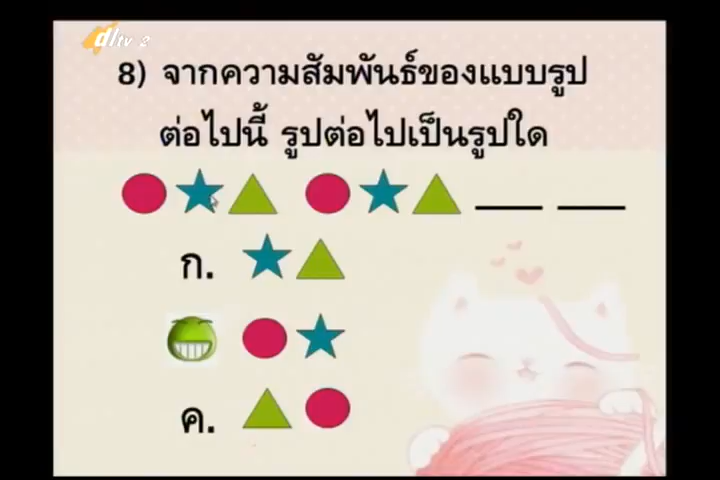 dltv 2
8) จากความสัมพันธ์ของแบบรูป
ต่อไปนี้ รูปต่อไปเป็นรูปใด
ก.
ค.